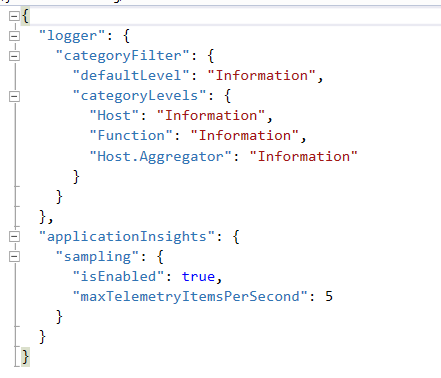 {
"logger": {
"categoryFilter": {
"defaultLevel": "Information",
"categoryLevels": {
"Host": "Information",
"Function": "Information",
"Host.Aggregator": "Information"
}
}
},
"applicationInsights": {
"sampling": {
"isEnabled": true,
"maxTelemetryItemsPerSecond": 5
}
}
}